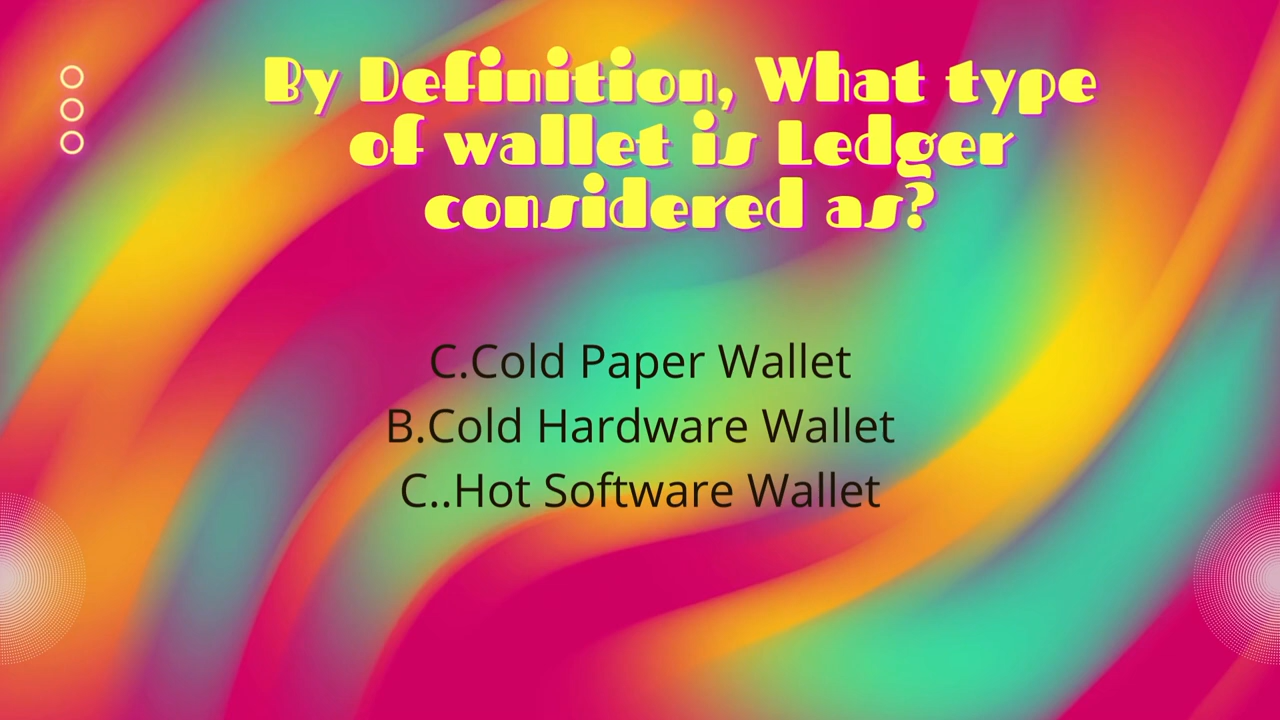 By Definition, What type
of wallet is Ledger
considered as?
C.Cold Paper Wallet
B.Cold Hardware Wallet
C..Hot Software Wallet